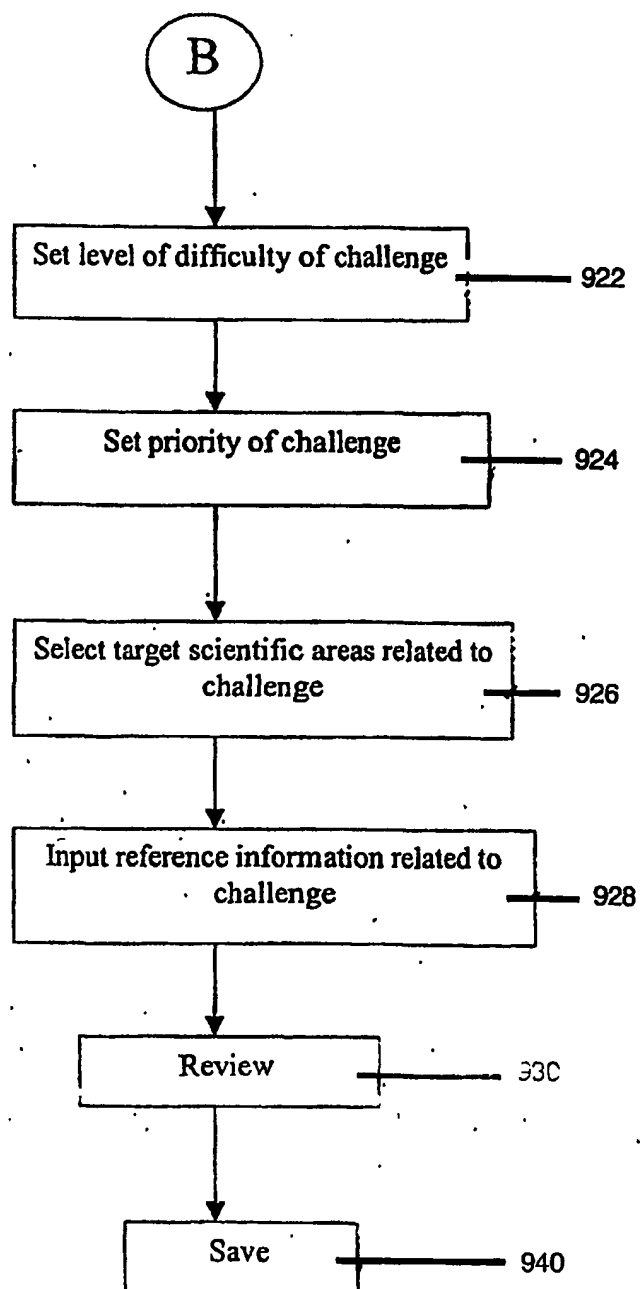 B
Set level of difficulty of challenge
922
Set priority of challenge
924
Select target scientific areas related to
challenge
926
Input reference information related to
challenge
928
Review
930
Save
940